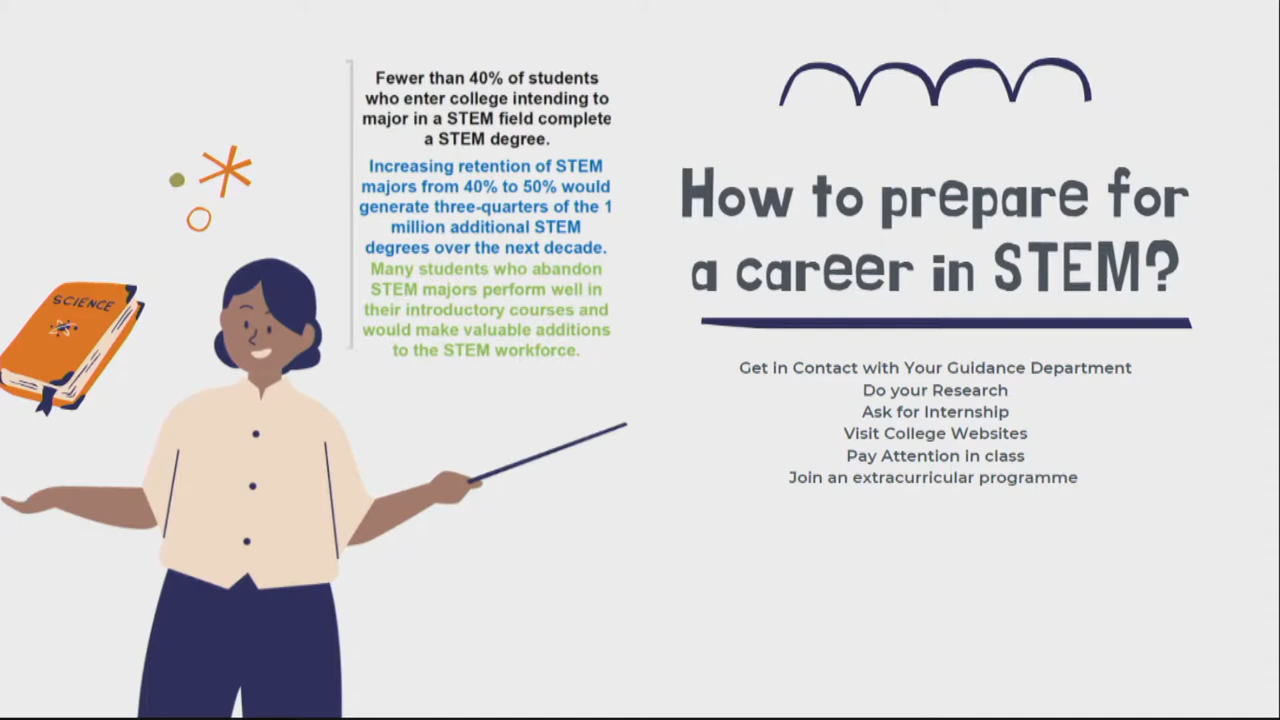 Fewer than 40% of students
who enter college intending to
major in a STEM field complete
a STEM degree.
Increasing retention of STEM
majors from 40% to 50% would
generate three-quarters of the 1
million additional STEM
degrees over the next decade.
Many students who abandon
STEM majors perform well in
their introductory courses and
would make valuable additions
to the STEM workforce.
SCIENCE
How to prepare for
a career in STEM?
Get in Contact with Your Guidance Department
Do your Research
Ask for Internship
Visit College Websites
Pay Attention in class
Join an extracurricular programme